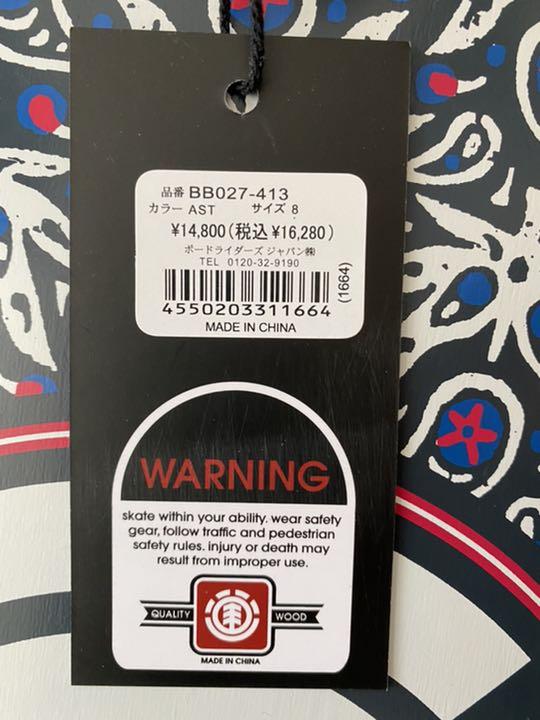 品番 BB027-413
カラー AST サイズ 8
¥14,800(税込¥16,280)
ボードライダーズ ジャパン㈱
TEL 0120-32-9190
(1664)
4550203311664
MADE IN CHINA
WARNING
skate within your ability. wear safety
gear, follow traffic and pedestrian
safety rules. injury or death may
result from improper use.
QUALITY WOOD
MADE IN CHINA